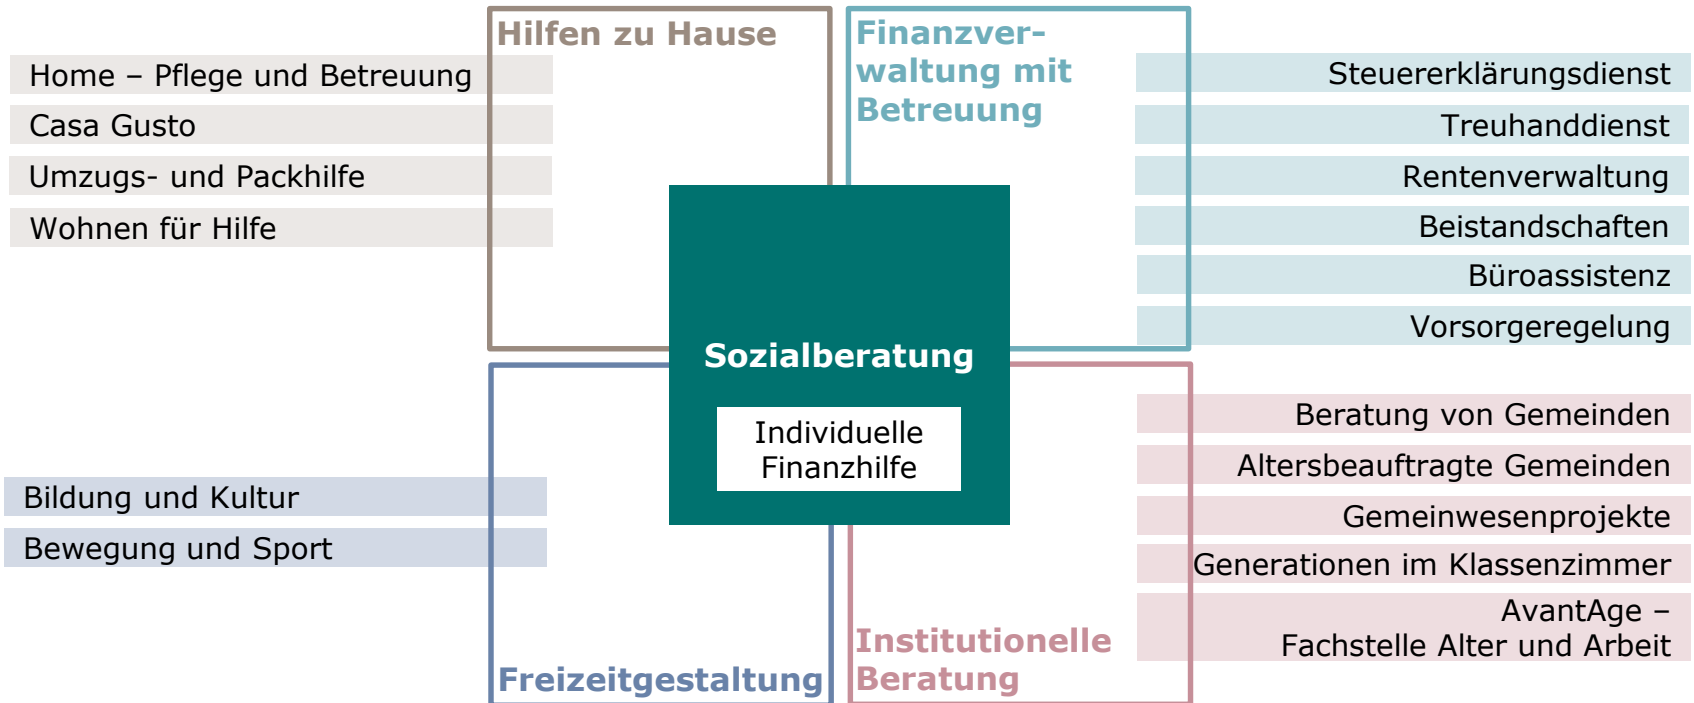 Hilfen zu Hause
Home – Pflege und Betreuung
Casa Gusto
Umzugs- und Packhilfe
Wohnen für Hilfe
Finanzver-
waltung mit
Betreuung
Steuererklärungsdienst
Treuhanddienst
Rentenverwaltung
Beistandschaften
Büroassistenz
Vorsorgeregelung
Sozialberatung
Individuelle
Finanzhilfe
Bildung und Kultur
Bewegung und Sport
Freizeitgestaltung
Beratung von Gemeinden
Altersbeauftragte Gemeinden
Gemeinwesenprojekte
Generationen im Klassenzimmer
AvantAge –
Fachstelle Alter und Arbeit
Institutionelle
Beratung